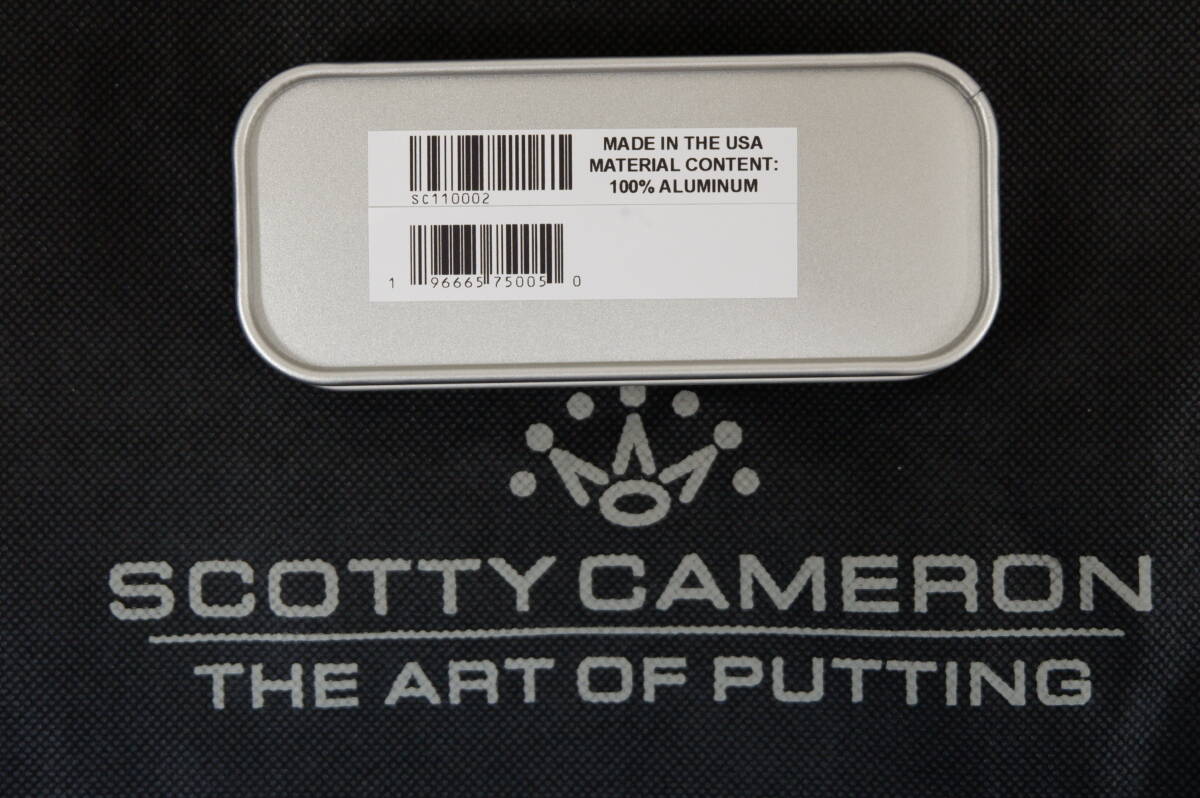 MADE IN THE USA
MATERIAL CONTENT:
100% ALUMINUM
SC110002
1 96665 75005 0
SCOTTY CAMERON
THE ART OF PUTTING